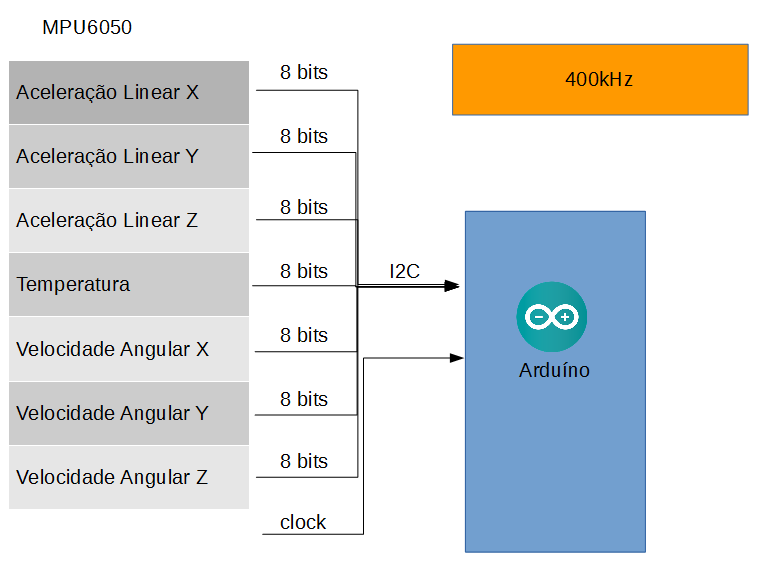 MPU6050
400kHz
Aceleração Linear X
8 bits
Aceleração Linear Y
8 bits
Aceleração Linear Z
8 bits
Temperatura
8 bits
I2C
Velocidade Angular X
8 bits
Arduíno
Velocidade Angular Y
8 bits
Velocidade Angular Z
8 bits
clock